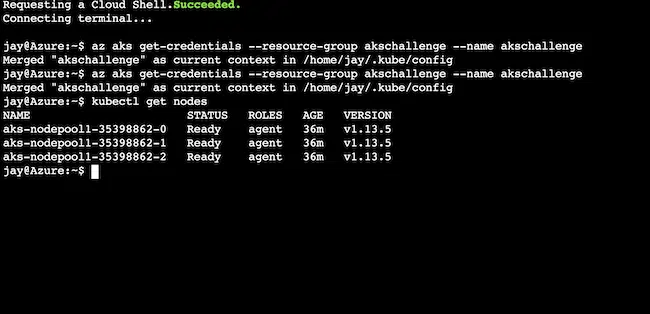 Requesting a Cloud Shell.Succeeded.
Connecting terminal...
jay@Azure:~$ az aks get-credentials --resource-group akschallenge --name akschallenge
Merged "akschallenge" as current context in /home/jay/.kube/config
jay@Azure:~$ az aks get-credentials --resource-group akschallenge --name akschallenge
Merged "akschallenge" as current context in /home/jay/.kube/config
jay@Azure:~$ kubectl get nodes
NAME STATUS ROLES AGE VERSION
aks-nodepool1-35398862-0 Ready agent 36m v1.13.5
aks-nodepool1-35398862-1 Ready agent 36m v1.13.5
aks-nodepool1-35398862-2 Ready agent 36m v1.13.5
jay@Azure:~$